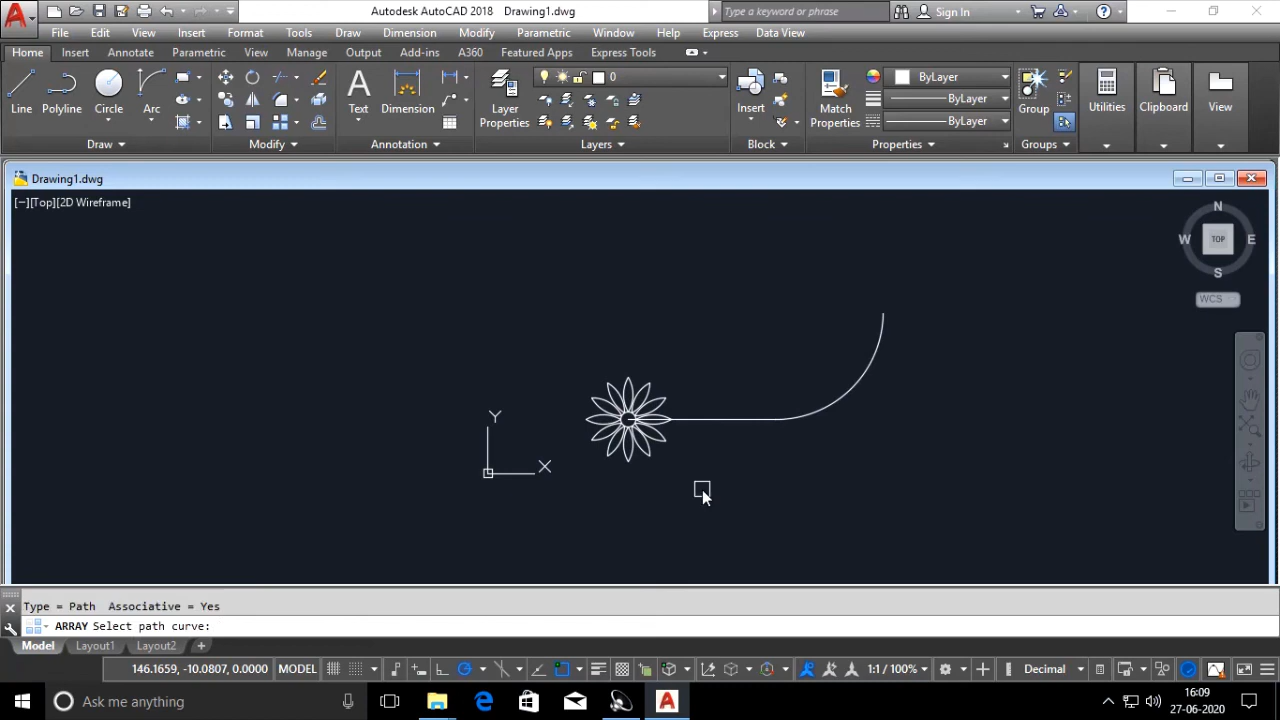 Autodesk AutoCAD 2018 Drawing1.dwg
Type a keyword or phrase
Sign In
File Edit View Insert Format Tools Draw Dimension Modify Parametric Window Help Express Data View
Home Insert Annotate Parametric View Manage Output Add-ins A360 Featured Apps Express Tools
Line Polyline Circle Arc
Text Dimension
Layer
Properties
0
Insert
Match
Properties
ByLayer
ByLayer
ByLayer
Group
Utilities
Clipboard
View
Draw Modify Annotation Layers Block Properties Groups
Drawing1.dwg
[−][Top][2D Wireframe]
N
W TOP E
S
WCS
Y
X
Type = Path Associative = Yes
ARRAY Select path curve:
Model Layout1 Layout2 +
146.1659, -10.0807, 0.0000 MODEL 1:1 / 100% Decimal
Ask me anything
16:09
27-06-2020